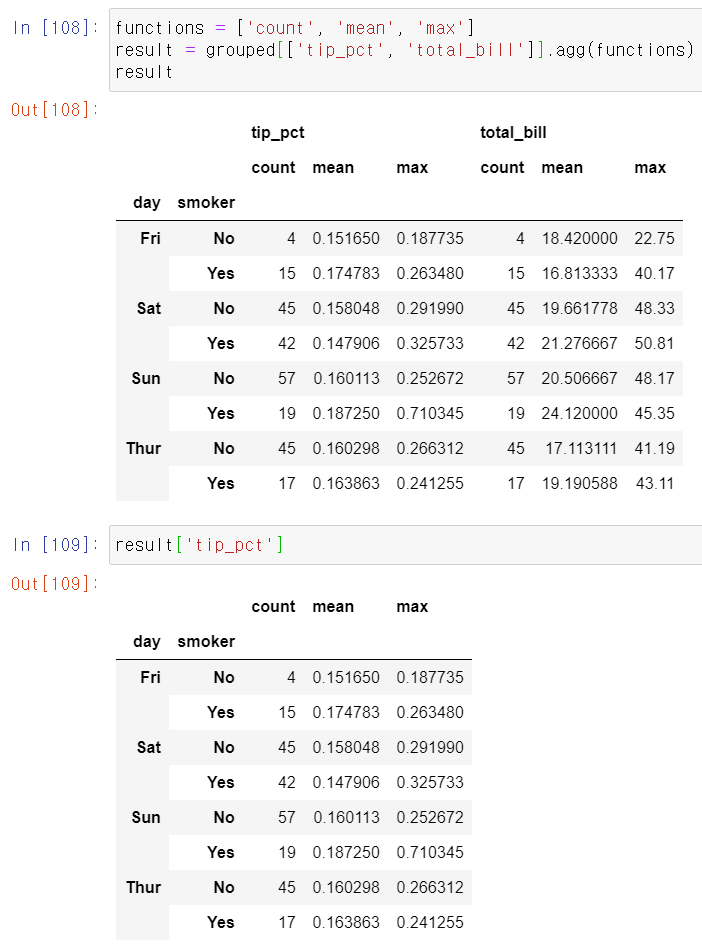 In [108]: functions = ['count', 'mean', 'max']
result = grouped[['tip_pct', 'total_bill']].agg(functions)
result
Out[108]:
tip_pct total_bill
count mean max count mean max
day smoker
Fri No 4 0.151650 0.187735 4 18.420000 22.75
Yes 15 0.174783 0.263480 15 16.813333 40.17
Sat No 45 0.158048 0.291990 45 19.661778 48.33
Yes 42 0.147906 0.325733 42 21.276667 50.81
Sun No 57 0.160113 0.252672 57 20.506667 48.17
Yes 19 0.187250 0.710345 19 24.120000 45.35
Thur No 45 0.160298 0.266312 45 17.113111 41.19
Yes 17 0.163863 0.241255 17 19.190588 43.11
In [109]: result['tip_pct']
Out[109]:
count mean max
day smoker
Fri No 4 0.151650 0.187735
Yes 15 0.174783 0.263480
Sat No 45 0.158048 0.291990
Yes 42 0.147906 0.325733
Sun No 57 0.160113 0.252672
Yes 19 0.187250 0.710345
Thur No 45 0.160298 0.266312
Yes 17 0.163863 0.241255